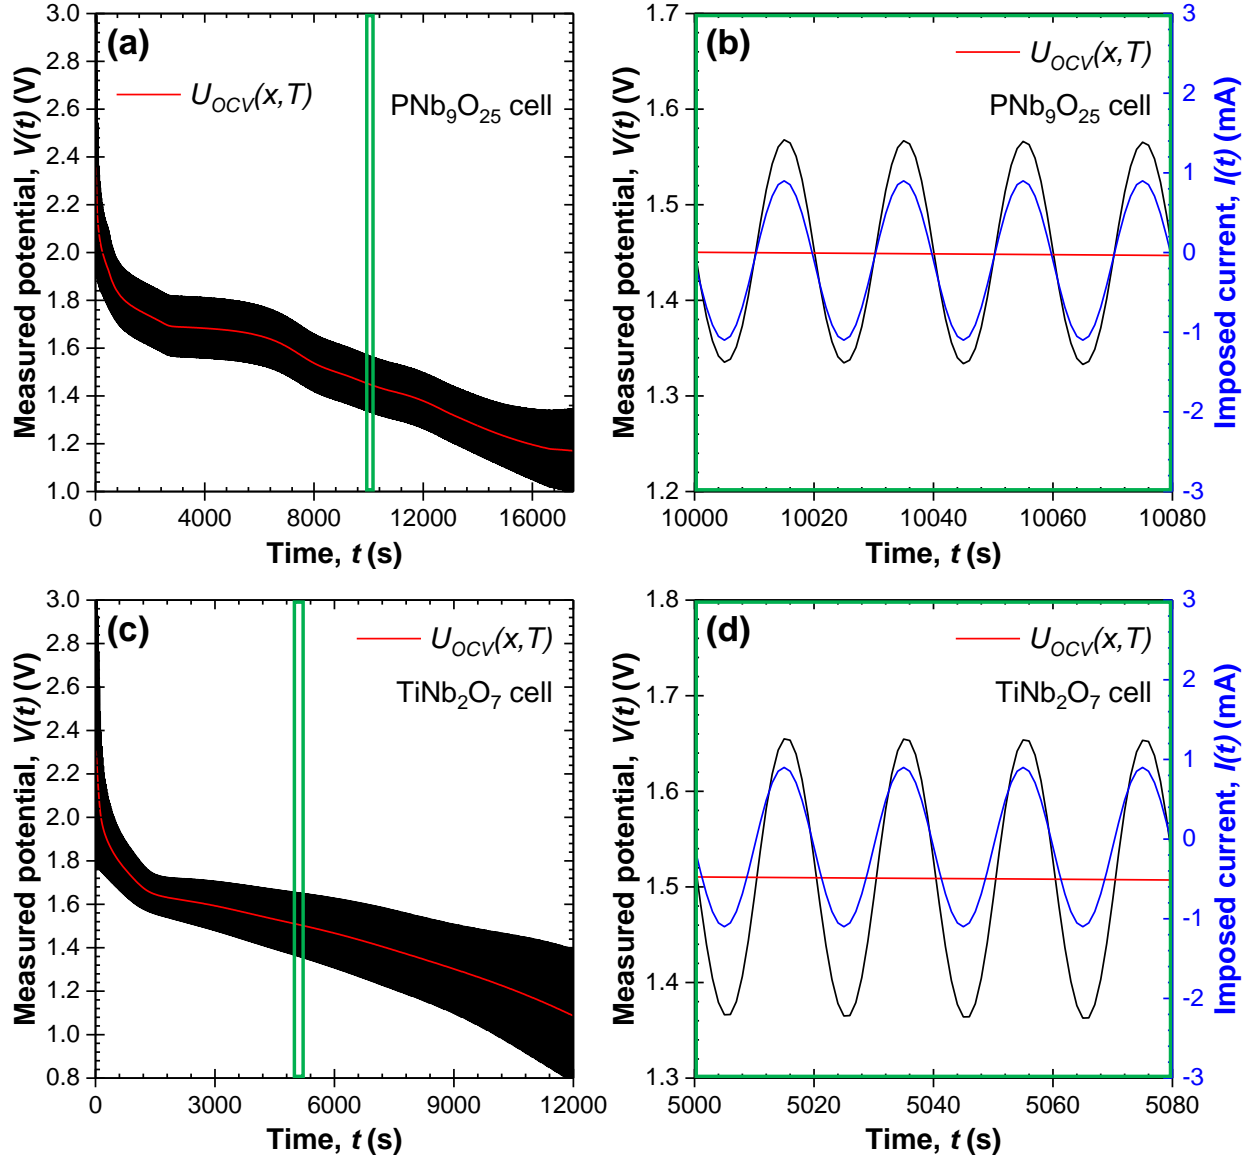 (a)
U_OCV(x,T)
PNb₉O₂₅ cell
Measured potential, V(t) (V)
3.0
2.8
2.6
2.4
2.2
2.0
1.8
1.6
1.4
1.2
1.0
0 4000 8000 12000 16000
Time, t (s)
(b)
U_OCV(x,T)
PNb₉O₂₅ cell
Measured potential, V(t) (V)
1.7
1.6
1.5
1.4
1.3
1.2
Imposed current, I(t) (mA)
3
2
1
0
-1
-2
-3
10000 10020 10040 10060 10080
Time, t (s)
(c)
U_OCV(x,T)
TiNb₂O₇ cell
Measured potential, V(t) (V)
3.0
2.8
2.6
2.4
2.2
2.0
1.8
1.6
1.4
1.2
1.0
0.8
0 3000 6000 9000 12000
Time, t (s)
(d)
U_OCV(x,T)
TiNb₂O₇ cell
Measured potential, V(t) (V)
1.8
1.7
1.6
1.5
1.4
1.3
Imposed current, I(t) (mA)
3
2
1
0
-1
-2
-3
5000 5020 5040 5060 5080
Time, t (s)